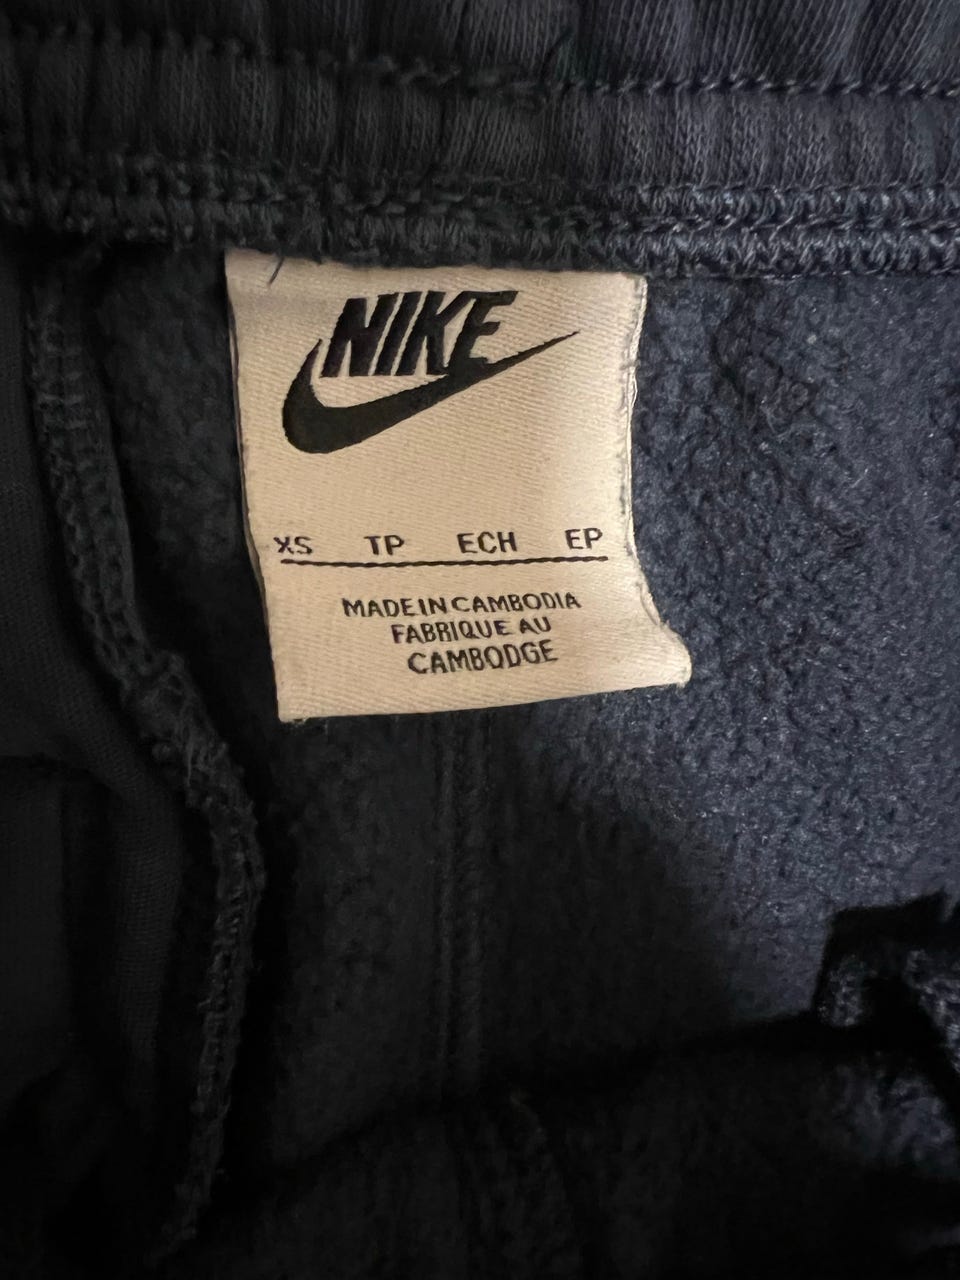 NIKE
XS TP ECH EP
MADE IN CAMBODIA
FABRIQUE AU
CAMBODGE